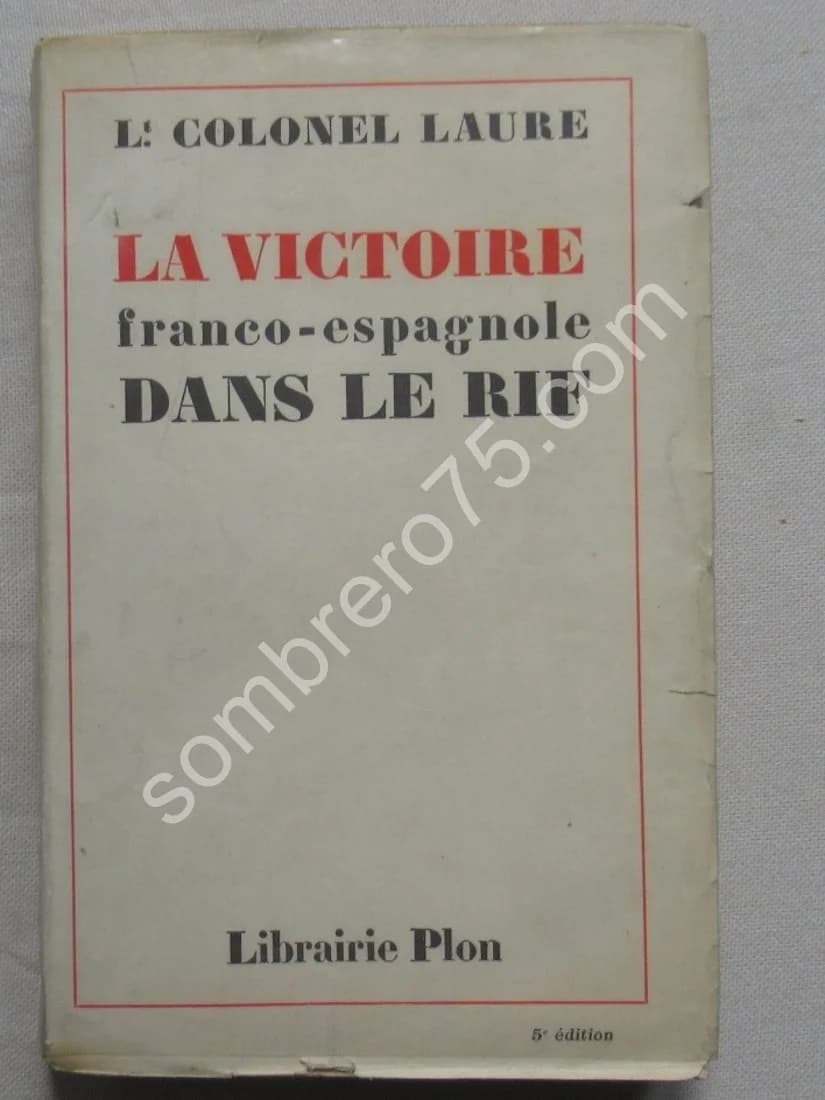 Lt COLONEL LAURE
LA VICTOIRE
franco-espagnole
DANS LE RIF
sombrero75.com
Librairie Plon
5e édition